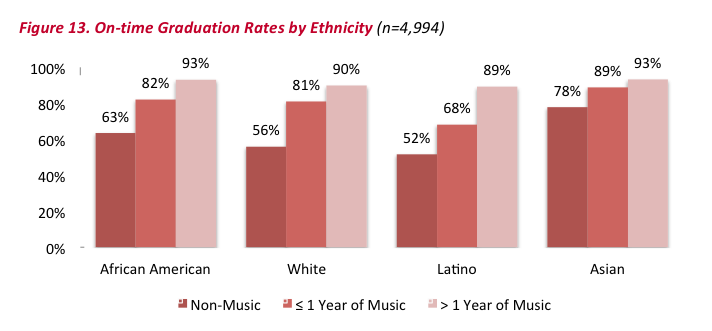 Figure 13. On-time Graduation Rates by Ethnicity (n=4,994)
100%
80%
60%
40%
20%
0%
63%
82%
93%
56%
81%
90%
52%
68%
89%
78%
89%
93%
African American
White
Latino
Asian
Non-Music
≤ 1 Year of Music
> 1 Year of Music